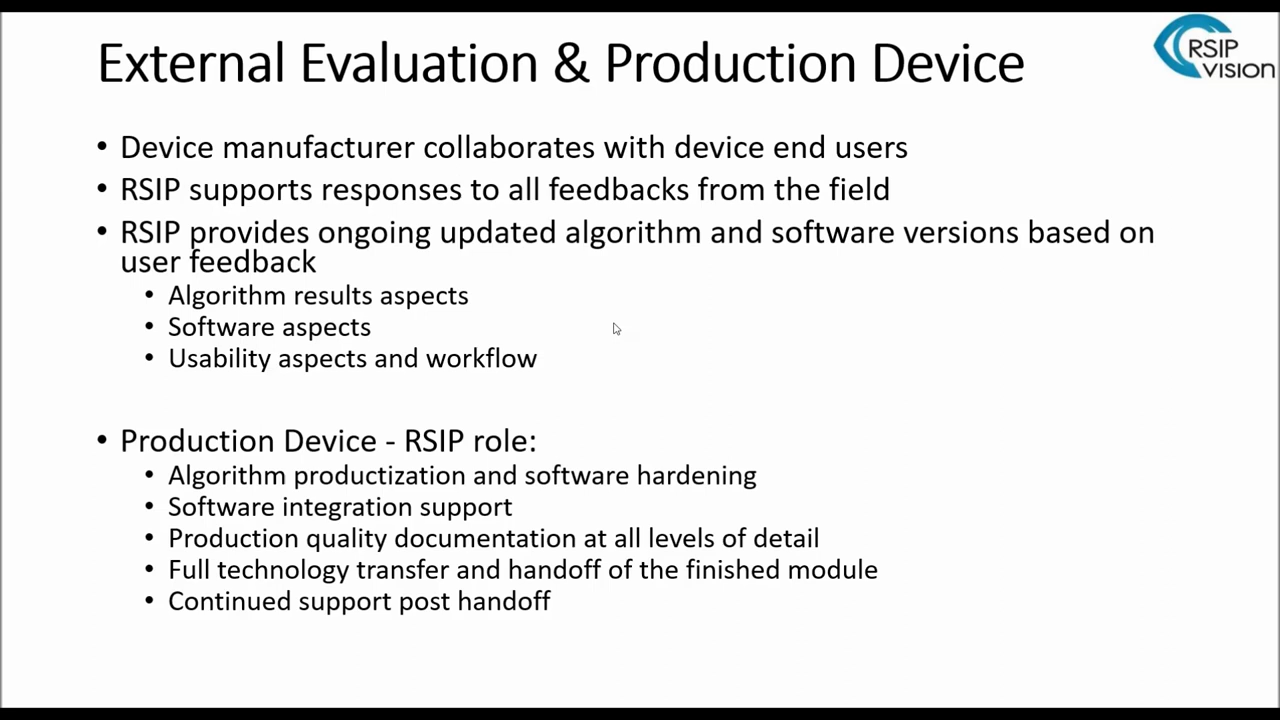 External Evaluation & Production Device
RSIP
vision
• Device manufacturer collaborates with device end users
• RSIP supports responses to all feedbacks from the field
• RSIP provides ongoing updated algorithm and software versions based on
user feedback
• Algorithm results aspects
• Software aspects
• Usability aspects and workflow
• Production Device - RSIP role:
• Algorithm productization and software hardening
• Software integration support
• Production quality documentation at all levels of detail
• Full technology transfer and handoff of the finished module
• Continued support post handoff